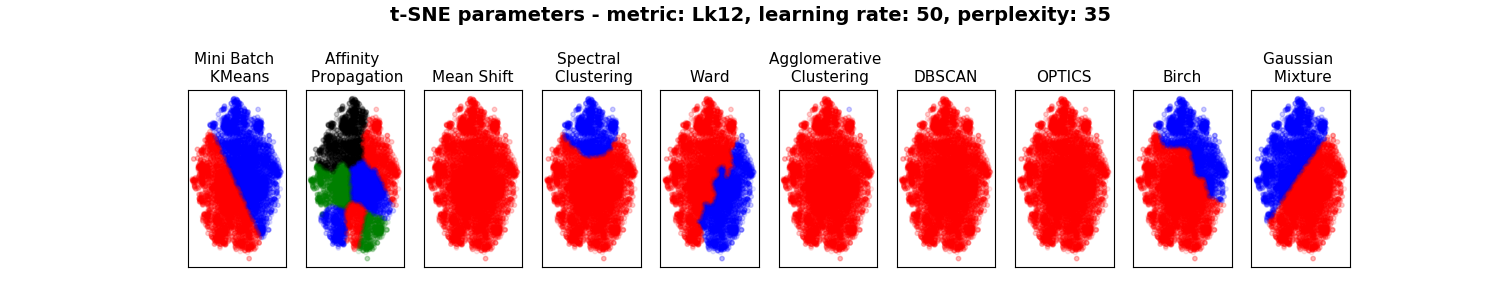 t-SNE parameters - metric: Lk12, learning rate: 50, perplexity: 35
Mini Batch
KMeans
Affinity
Propagation
Mean Shift
Spectral
Clustering
Ward
Agglomerative
Clustering
DBSCAN
OPTICS
Birch
Gaussian
Mixture